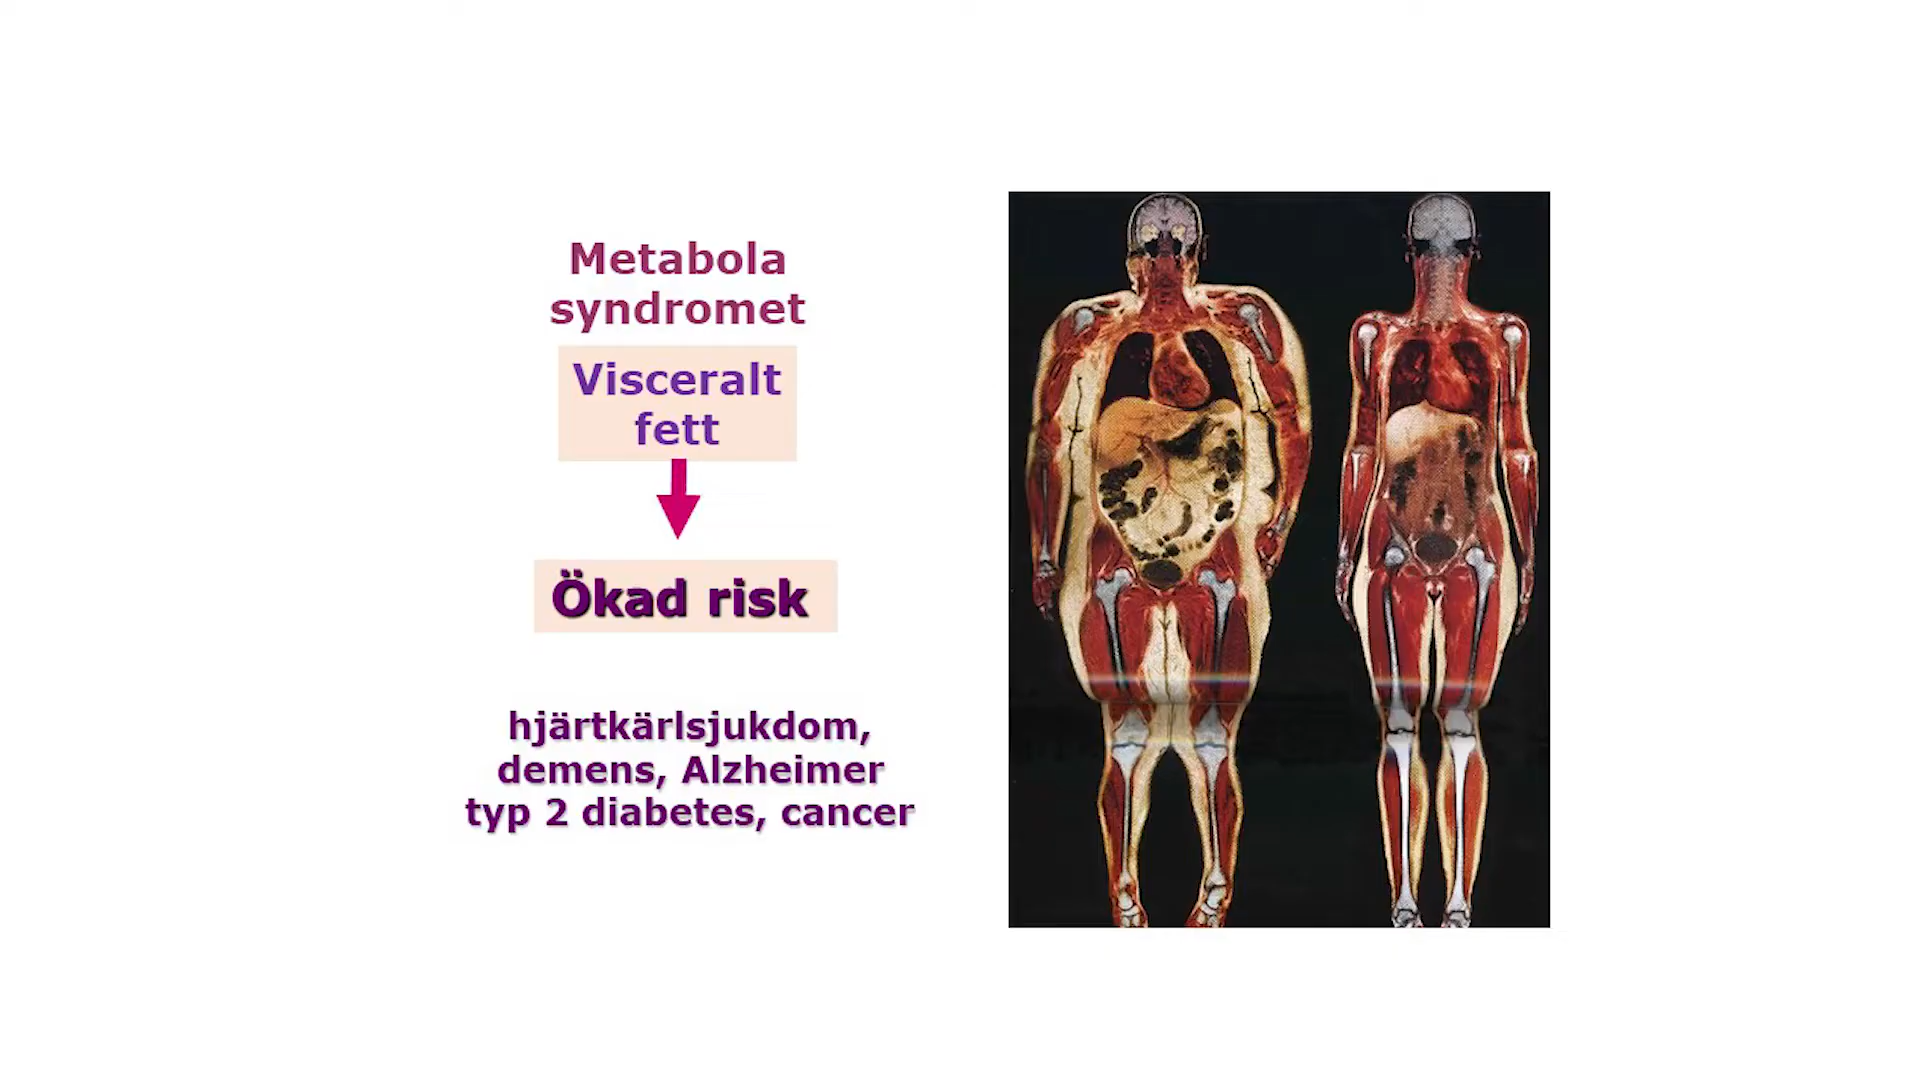 Metabola
syndromet
Visceralt
fett
Ökad risk
hjärtkärlsjukdom,
demens, Alzheimer
typ 2 diabetes, cancer